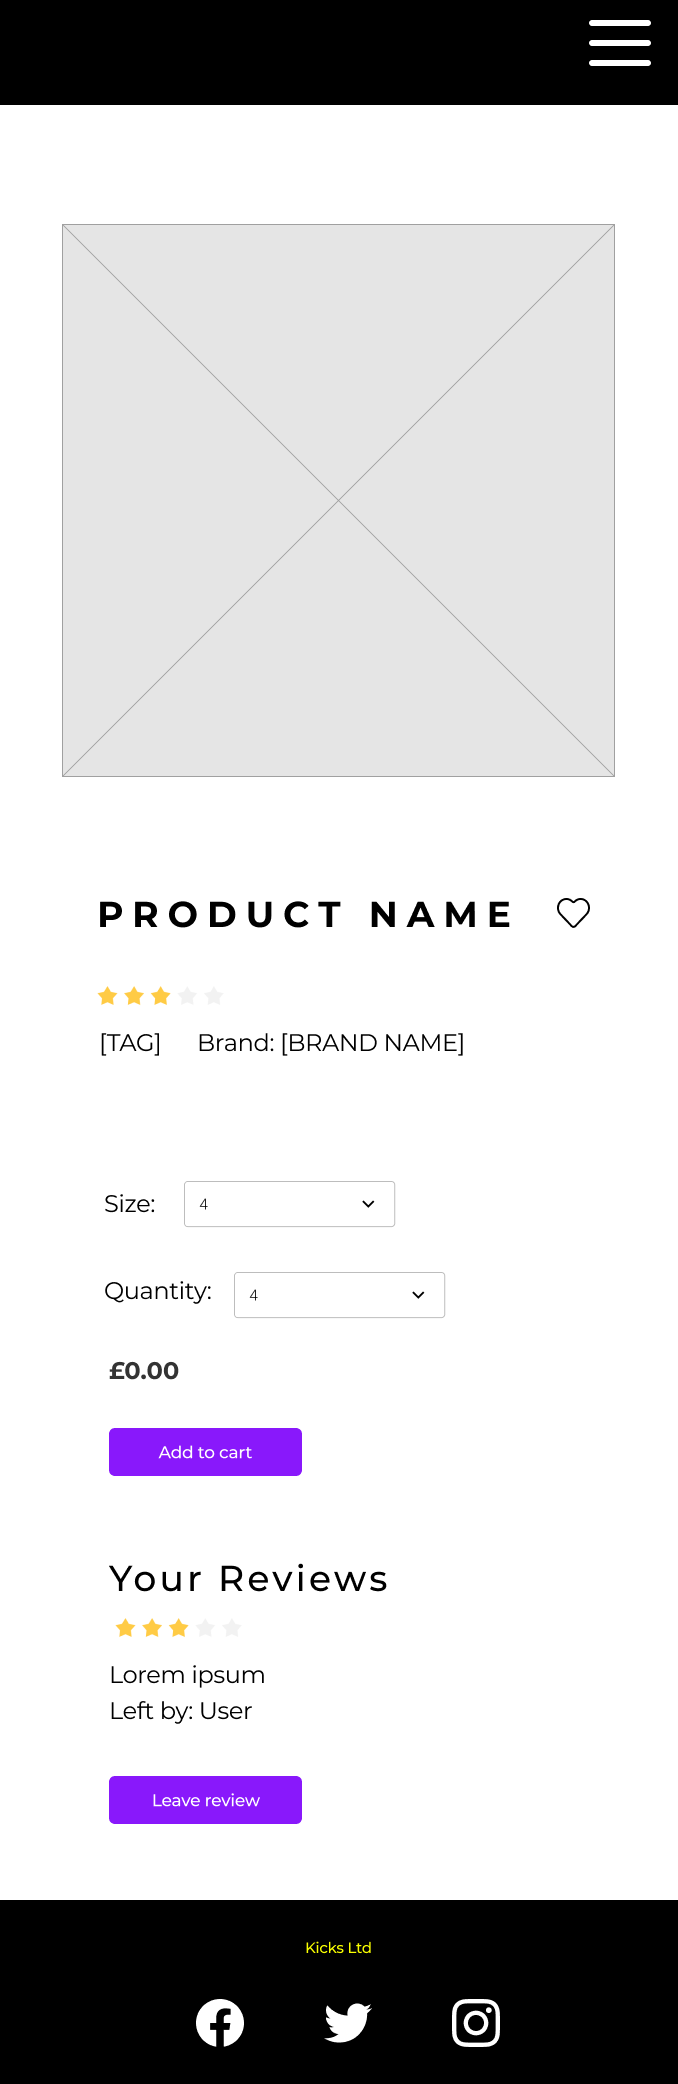 PRODUCT NAME
[TAG] Brand: [BRAND NAME]
Size: 4
Quantity: 4
£0.00
Add to cart
Your Reviews
Lorem ipsum
Left by: User
Leave review
Kicks Ltd